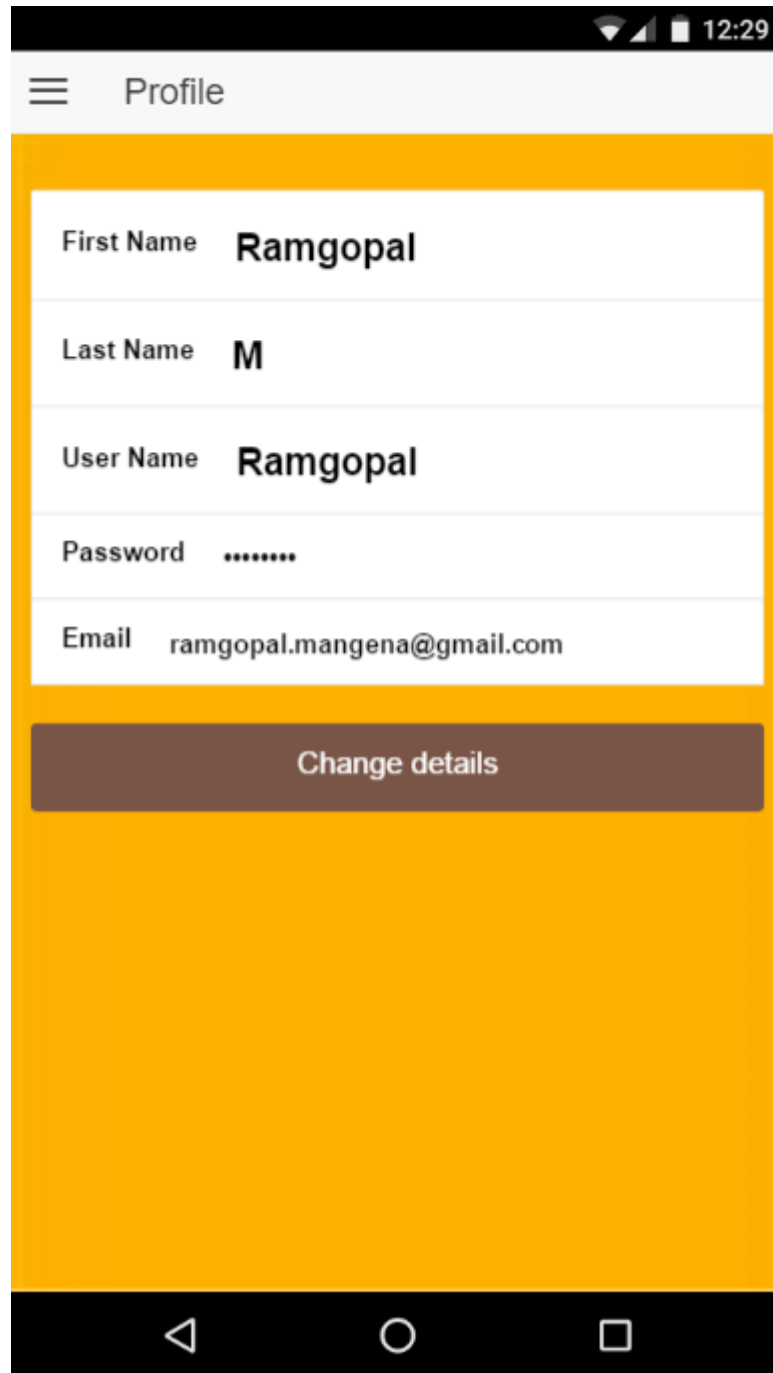 12:29
Profile
First Name Ramgopal
Last Name M
User Name Ramgopal
Password ••••••••
Email ramgopal.mangena@gmail.com
Change details